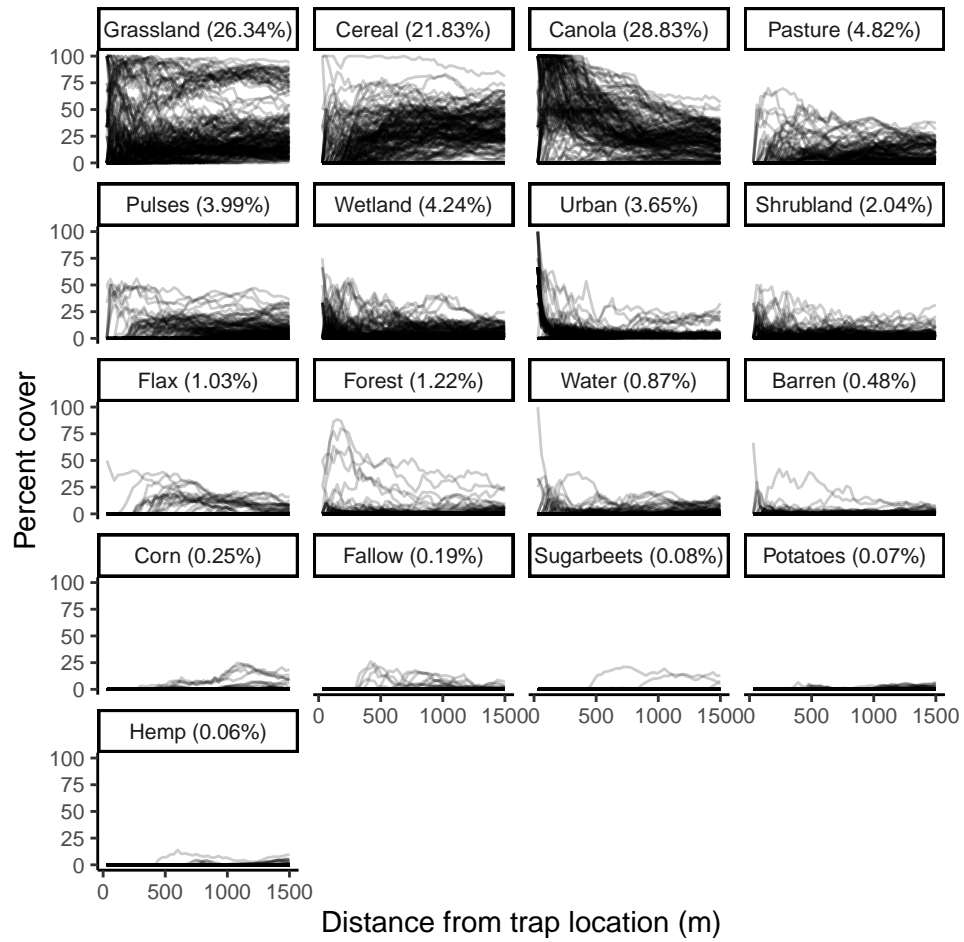 Grassland (26.34%) Cereal (21.83%) Canola (28.83%) Pasture (4.82%)
100
75
50
25
0
Pulses (3.99%) Wetland (4.24%) Urban (3.65%) Shrubland (2.04%)
100
75
50
25
0
Flax (1.03%) Forest (1.22%) Water (0.87%) Barren (0.48%)
100
75
50
25
0
Corn (0.25%) Fallow (0.19%) Sugarbeets (0.08%) Potatoes (0.07%)
100
75
50
25
0
0 500 1000 1500 0 500 1000 1500 0 500 1000 1500
Hemp (0.06%)
100
75
50
25
0
0 500 1000 1500
Percent cover
Distance from trap location (m)